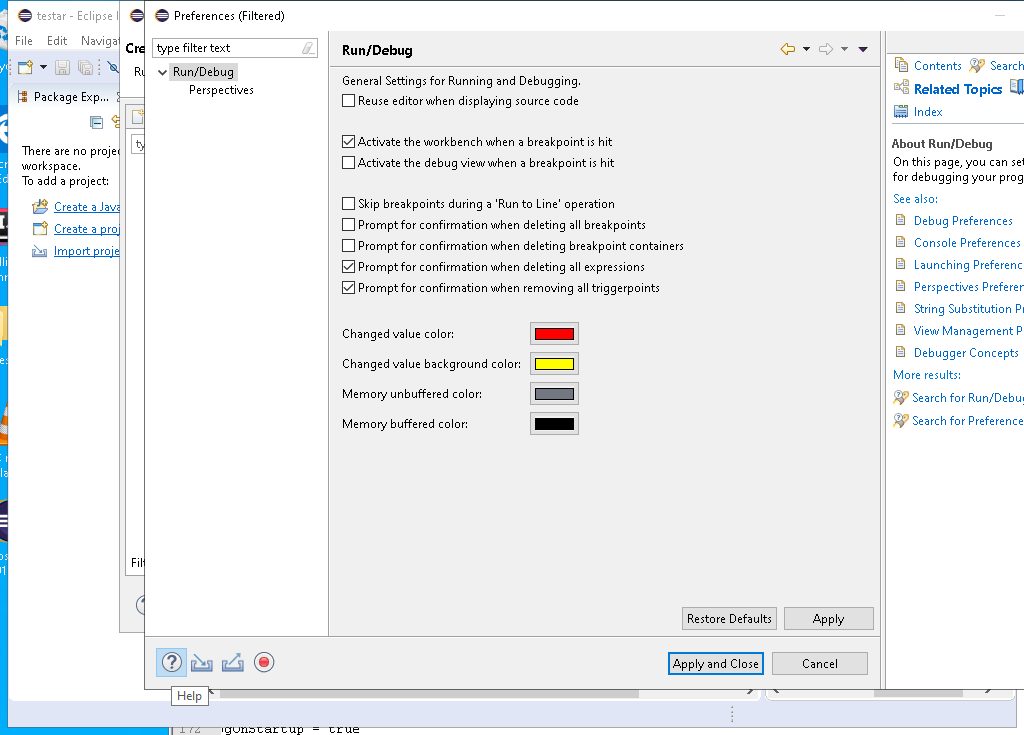 testar - Eclipse I
File Edit Navigat
Package Exp...
There are no projec
workspace.
To add a project:
Create a Java
Create a proj
Import proje
Cre
Ru
ty
Filt
Preferences (Filtered)
type filter text
Run/Debug
Perspectives
Run/Debug
General Settings for Running and Debugging.
Reuse editor when displaying source code
Activate the workbench when a breakpoint is hit
Activate the debug view when a breakpoint is hit
Skip breakpoints during a 'Run to Line' operation
Prompt for confirmation when deleting all breakpoints
Prompt for confirmation when deleting breakpoint containers
Prompt for confirmation when deleting all expressions
Prompt for confirmation when removing all triggerpoints
Changed value color:
Changed value background color:
Memory unbuffered color:
Memory buffered color:
Restore Defaults Apply
Apply and Close Cancel
Help
Contents Search
Related Topics
Index
About Run/Debug
On this page, you can set
for debugging your prog
See also:
Debug Preferences
Console Preferences
Launching Preferenc
Perspectives Preferen
String Substitution Pr
View Management P
Debugger Concepts
More results:
Search for Run/Debug
Search for Preference
172 gOnStartup = true